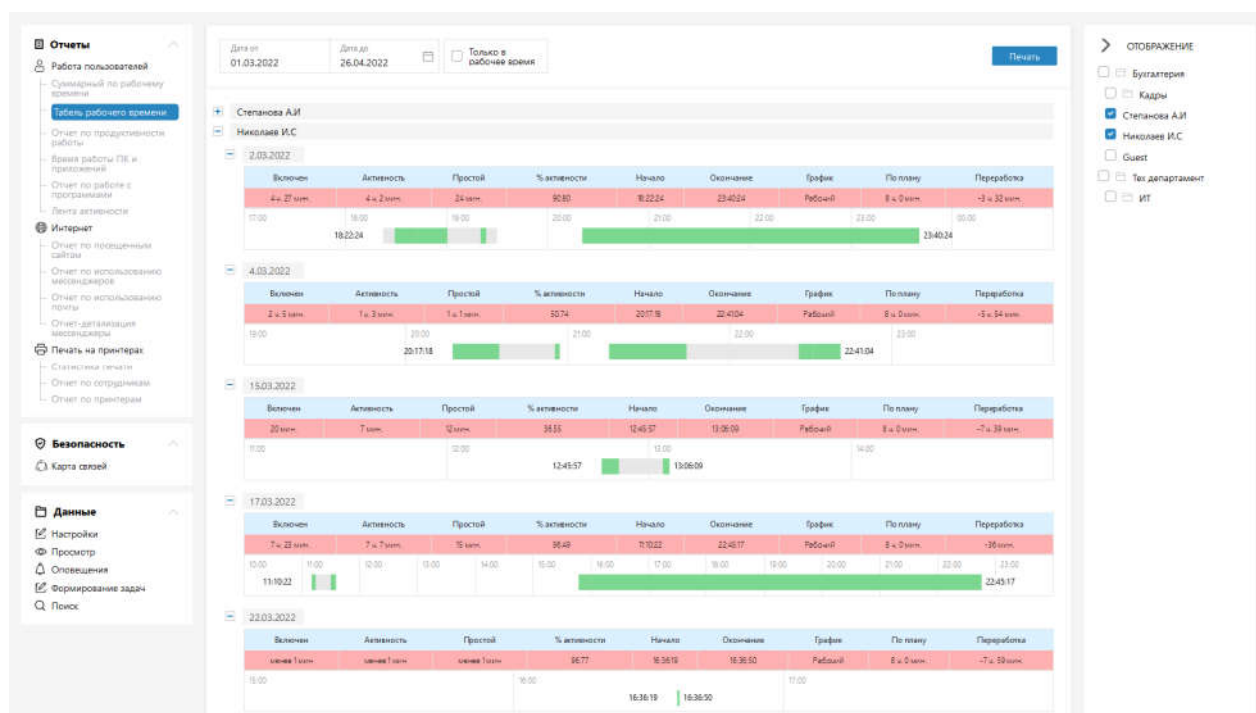 Отчеты
Работа пользователей
Суммарный по рабочему
времени
Табель рабочего времени
Отчет по продуктивности
работы
Время работы ПК и
приложений
Отчет по работе с
программами
Лента активности
Интернет
Отчет по посещенным
сайтам
Отчет по использованию
мессенджеров
Отчет по использованию
почты
Отчет-детализация
мессенджеры
Печать на принтерах
Статистика печати
Отчет по сотрудникам
Отчет по принтерам
Безопасность
Карта связей
Данные
Настройки
Просмотр
Оповещения
Формирование задач
Поиск
Дата от
01.03.2022
Дата до
26.04.2022
Только в
рабочее время
Печать
Степанова А.И
Николаев И.С
2.03.2022
Включен Активность Простой % активности Начало Окончание График По плану Переработка
4 ч. 27 мин. 4 ч. 2 мин. 24 мин. 90.80 18:22:24 23:40:24 Рабочий 8 ч. 0 мин. -3 ч. 32 мин.
17:00 18:00 19:00 20:00 21:00 22:00 23:00 00:00
18:22:24 23:40:24
4.03.2022
Включен Активность Простой % активности Начало Окончание График По плану Переработка
2 ч. 5 мин. 1 ч. 3 мин. 1 ч. 1 мин. 50.74 20:17:18 22:41:04 Рабочий 8 ч. 0 мин. -5 ч. 54 мин.
19:00 20:00 21:00 22:00 23:00
20:17:18 22:41:04
15.03.2022
Включен Активность Простой % активности Начало Окончание График По плану Переработка
20 мин. 7 мин. 12 мин. 36.55 12:45:57 13:06:09 Рабочий 8 ч. 0 мин. -7 ч. 39 мин.
11:00 12:00 13:00 14:00
12:45:57 13:06:09
17.03.2022
Включен Активность Простой % активности Начало Окончание График По плану Переработка
7 ч. 23 мин. 7 ч. 7 мин. 15 мин. 96.49 11:10:22 22:45:17 Рабочий 8 ч. 0 мин. -36 мин.
10:00 11:00 12:00 13:00 14:00 15:00 16:00 17:00 18:00 19:00 20:00 21:00 22:00 23:00
11:10:22 22:45:17
22.03.2022
Включен Активность Простой % активности Начало Окончание График По плану Переработка
менее 1 мин менее 1 мин менее 1 мин 96.77 16:36:19 16:36:50 Рабочий 8 ч. 0 мин. -7 ч. 59 мин.
15:00 16:00 17:00
16:36:19 16:36:50
ОТОБРАЖЕНИЕ
Бухгалтерия
Кадры
Степанова А.И
Николаев И.С
Guest
Тех департамент
ИТ